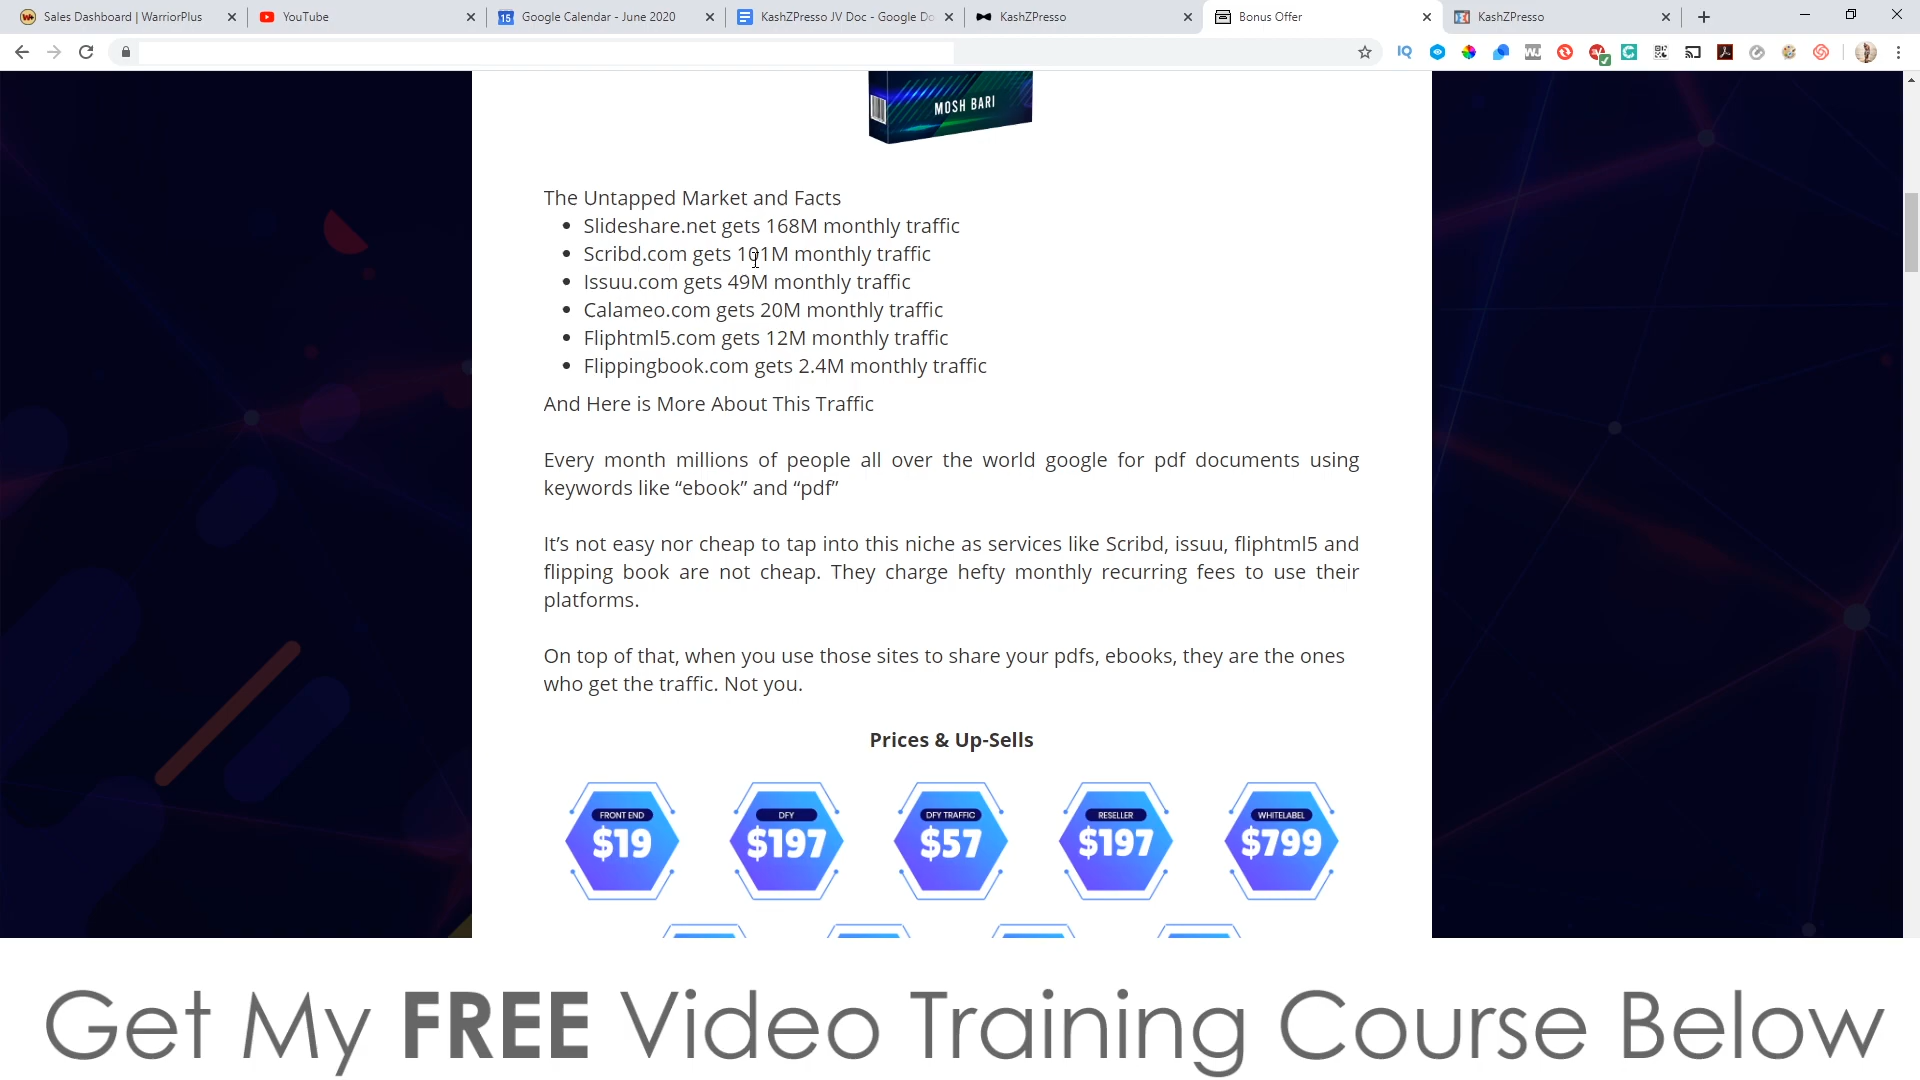 Sales Dashboard | WarriorPlus
YouTube
Google Calendar - June 2020
KashZPresso JV Doc - Google Do
KashZPresso
Bonus Offer
KashZPresso
IQ
WJ
MOSH BARI
The Untapped Market and Facts
Slideshare.net gets 168M monthly traffic
Scribd.com gets 101M monthly traffic
Issuu.com gets 49M monthly traffic
Calameo.com gets 20M monthly traffic
Fliphtml5.com gets 12M monthly traffic
Flippingbook.com gets 2.4M monthly traffic
And Here is More About This Traffic
Every month millions of people all over the world google for pdf documents using
keywords like “ebook” and “pdf”
It’s not easy nor cheap to tap into this niche as services like Scribd, issuu, fliphtml5 and
flipping book are not cheap. They charge hefty monthly recurring fees to use their
platforms.
On top of that, when you use those sites to share your pdfs, ebooks, they are the ones
who get the traffic. Not you.
Prices & Up-Sells
FRONT END
$19
DFY
$197
DFY TRAFFIC
$57
RESELLER
$197
WHITELABEL
$799
Get My FREE Video Training Course Below